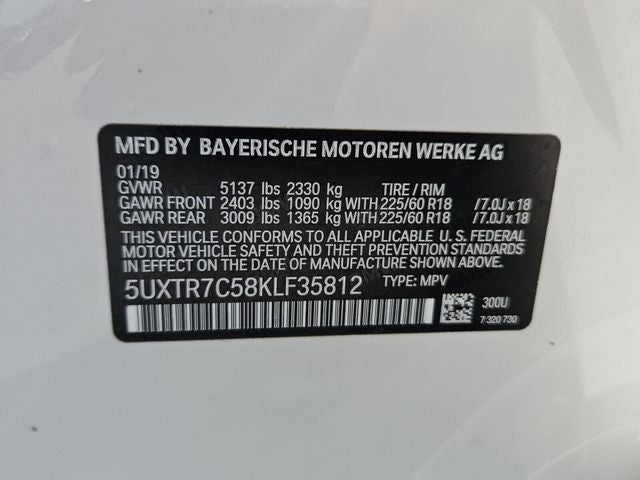 MFD BY BAYERISCHE MOTOREN WERKE AG
01/19
GVWR 5137 lbs 2330 kg TIRE / RIM
GAWR FRONT 2403 lbs 1090 kg WITH 225/60 R18 /7.0J x 18
GAWR REAR 3009 lbs 1365 kg WITH 225/60 R18 /7.0J x 18
THIS VEHICLE CONFORMS TO ALL APPLICABLE U. S. FEDERAL
MOTOR VEHICLE SAFETY AND THEFT PREVENTION STANDARDS
IN EFFECT ON THE DATE OF MANUFACTURE SHOWN ABOVE.
5UXTR7C58KLF35812 TYPE: MPV
300U
7 320 730